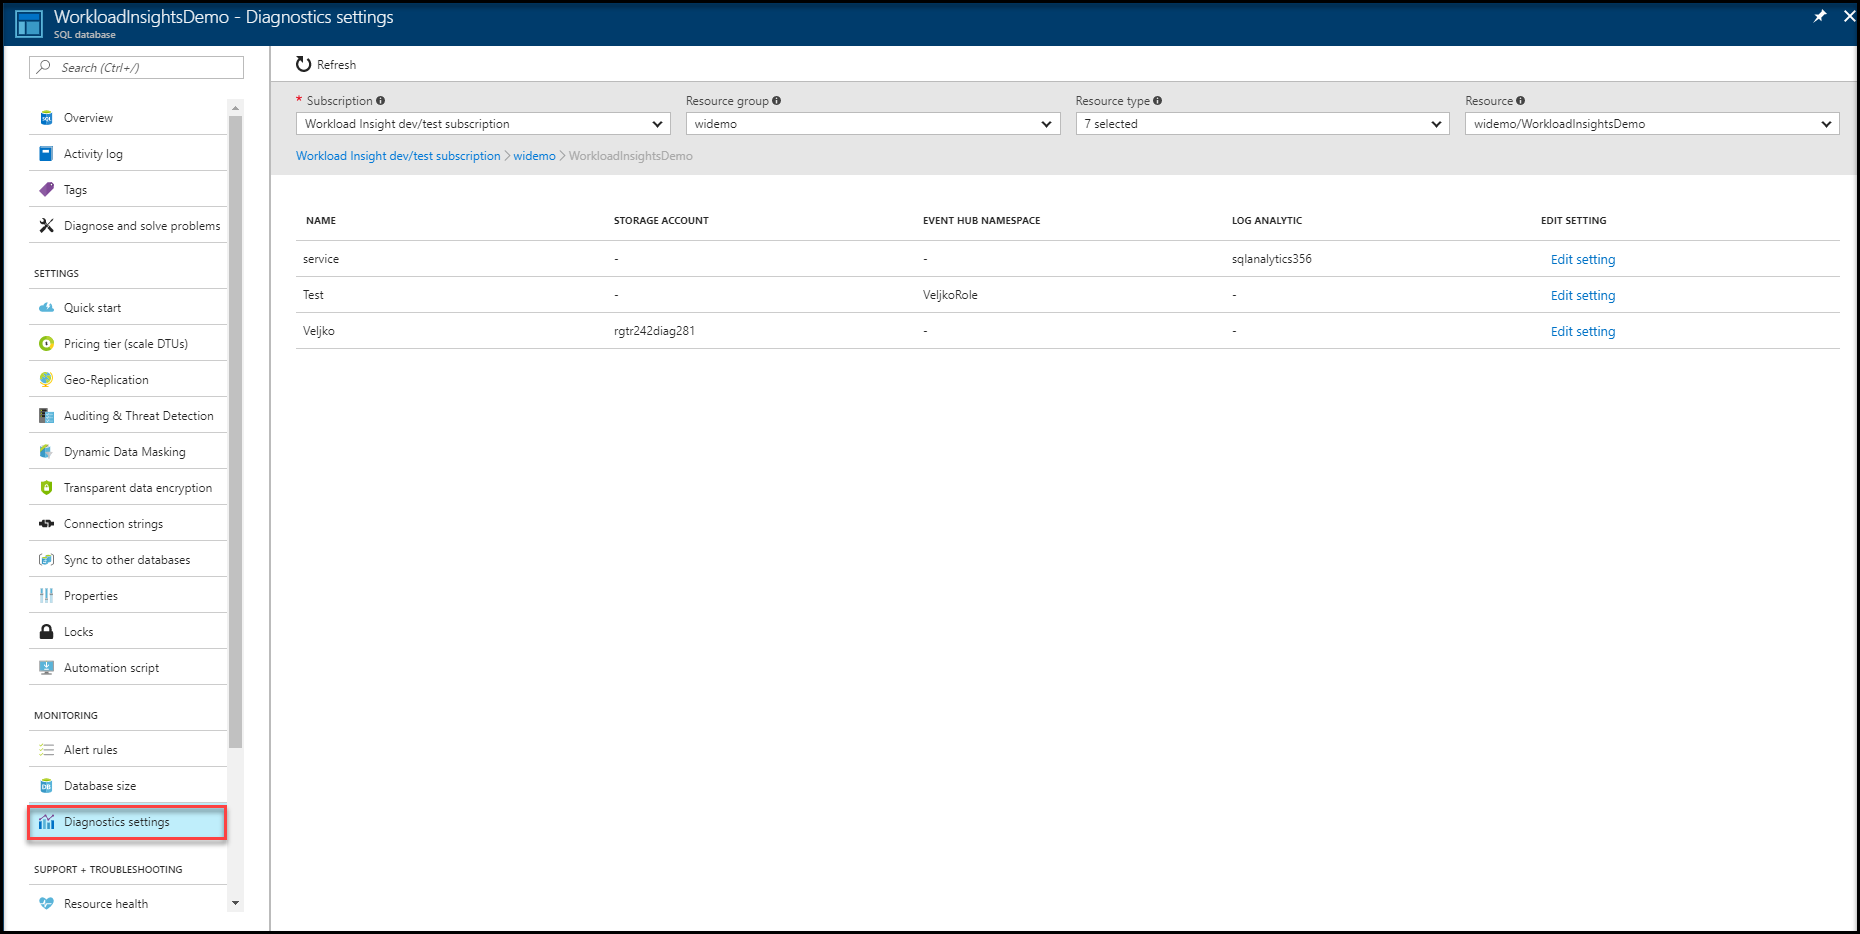 WorkloadInsightsDemo - Diagnostics settings
SQL database
Search (Ctrl+/)
Overview
Activity log
Tags
Diagnose and solve problems
SETTINGS
Quick start
Pricing tier (scale DTUs)
Geo-Replication
Auditing & Threat Detection
Dynamic Data Masking
Transparent data encryption
Connection strings
Sync to other databases
Properties
Locks
Automation script
MONITORING
Alert rules
Database size
Diagnostics settings
SUPPORT + TROUBLESHOOTING
Resource health
Refresh
* Subscription Resource group Resource type Resource
Workload Insight dev/test subscription widemo 7 selected widemo/WorkloadInsightsDemo
Workload Insight dev/test subscription > widemo > WorkloadInsightsDemo
NAME STORAGE ACCOUNT EVENT HUB NAMESPACE LOG ANALYTIC EDIT SETTING
service - - sqlanalytics356 Edit setting
Test - VeljkoRole - Edit setting
Veljko rgtr242diag281 - - Edit setting